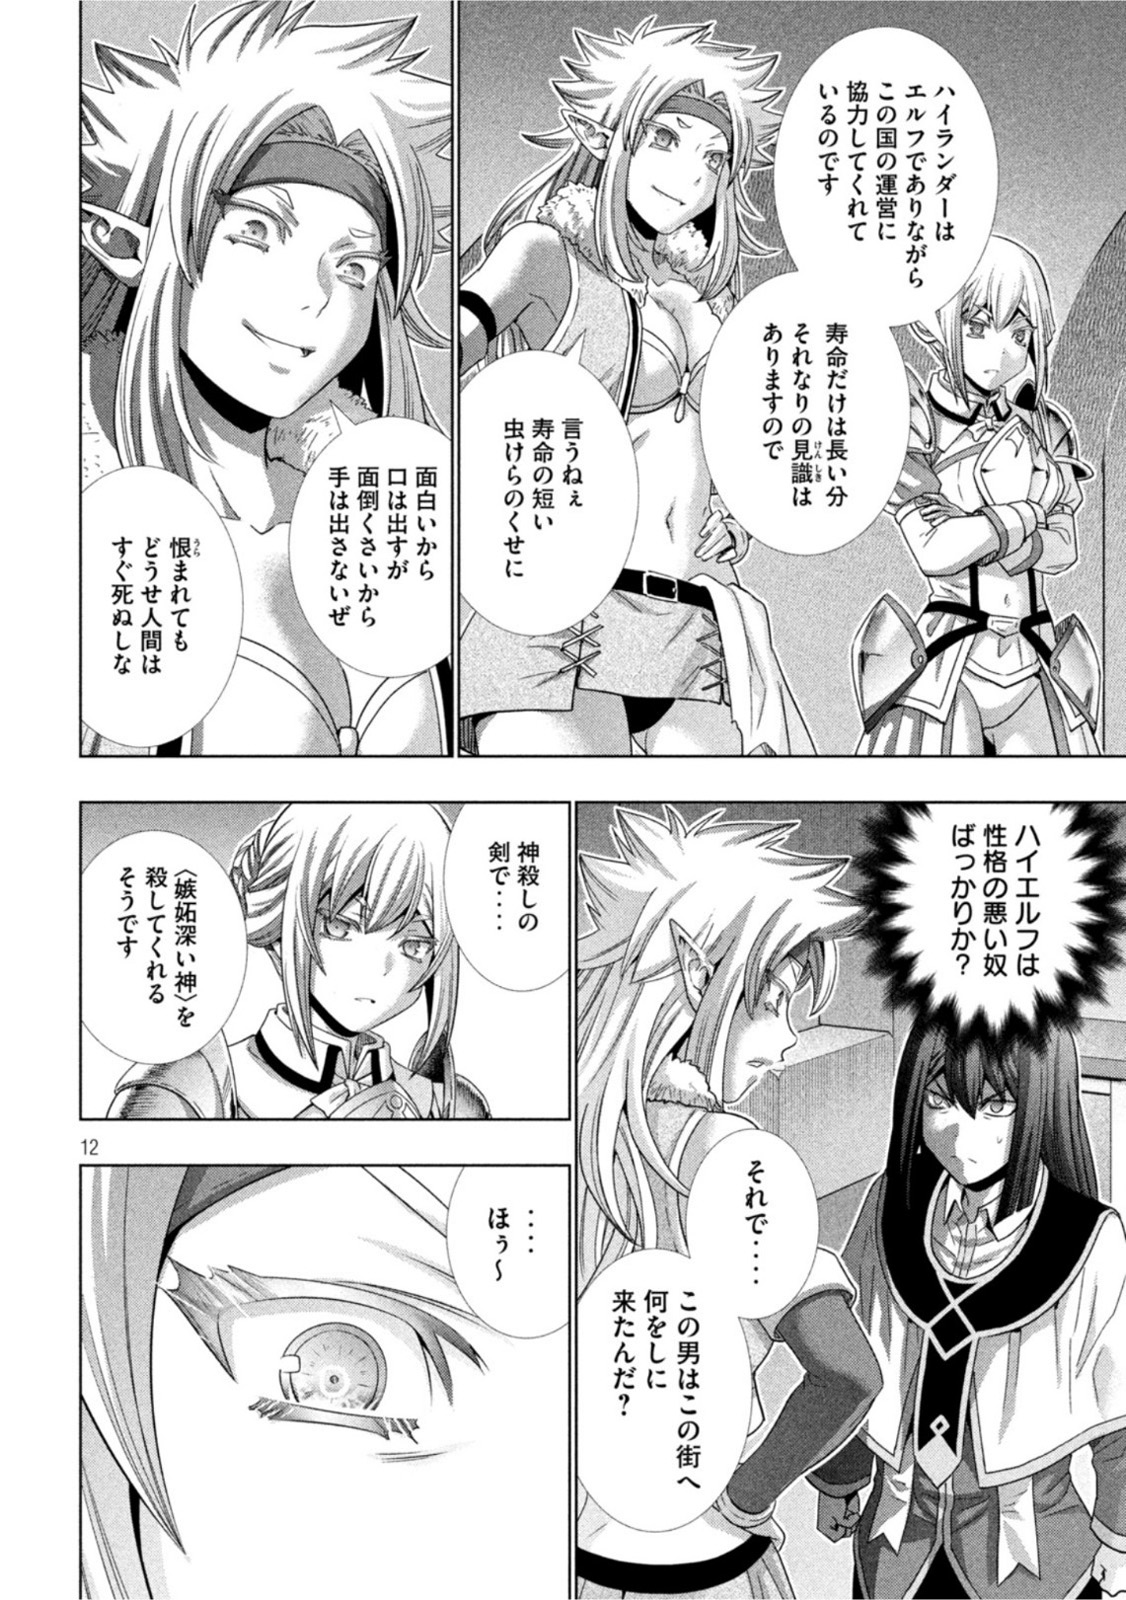 ハイランダーは
エルフでありながら
この国の運営に
協力してくれて
いるのです
寿命だけは長い分
それなりの見識は
けんしき
ありますので
言うねぇ
寿命の短い
虫けらのくせに
面白いから
口は出すが
面倒くさいから
手は出さないぜ
恨まれても
うら
どうせ人間は
すぐ死ぬしな
ハイエルフは
性格の悪い奴
ばっかりか?
それで‥‥
この男はこの街へ
何をしに
来たんだ?
神殺しの
剣で‥‥
〈嫉妬深い神〉を
殺してくれる
そうです
‥‥
ほぅ〜
12